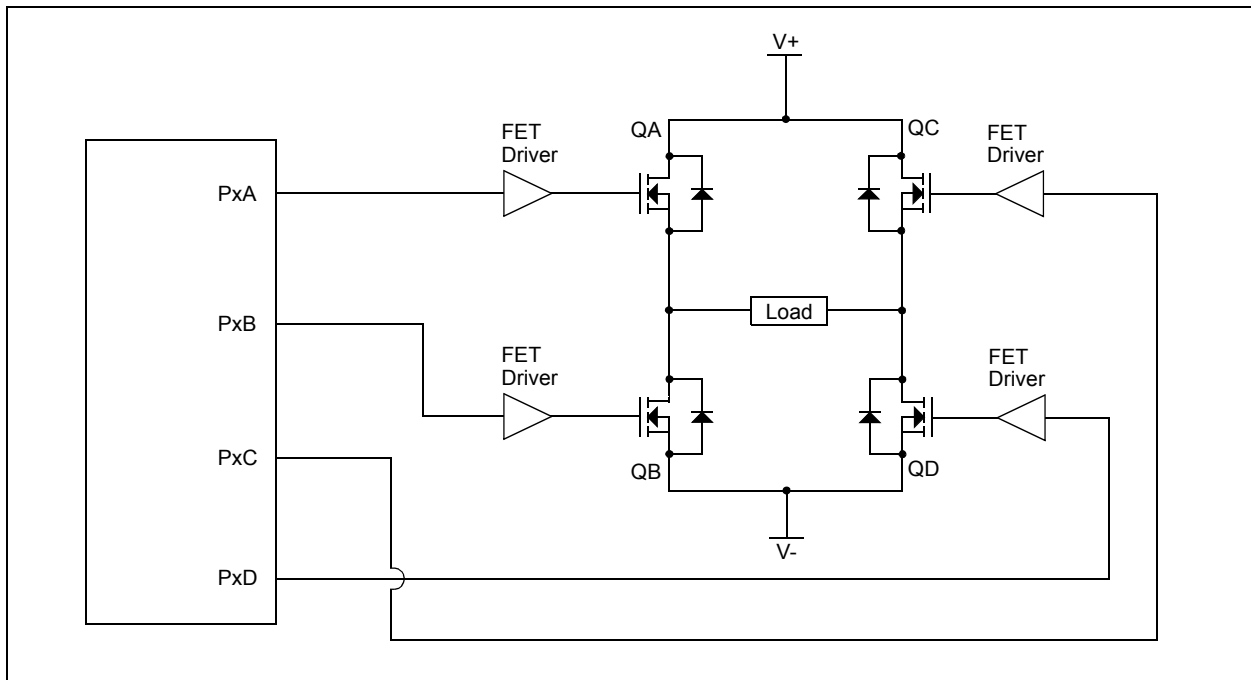 V+
FET
Driver
QA
QC
FET
Driver
PxA
PxB
Load
FET
Driver
FET
Driver
PxC
QB
QD
V-
PxD